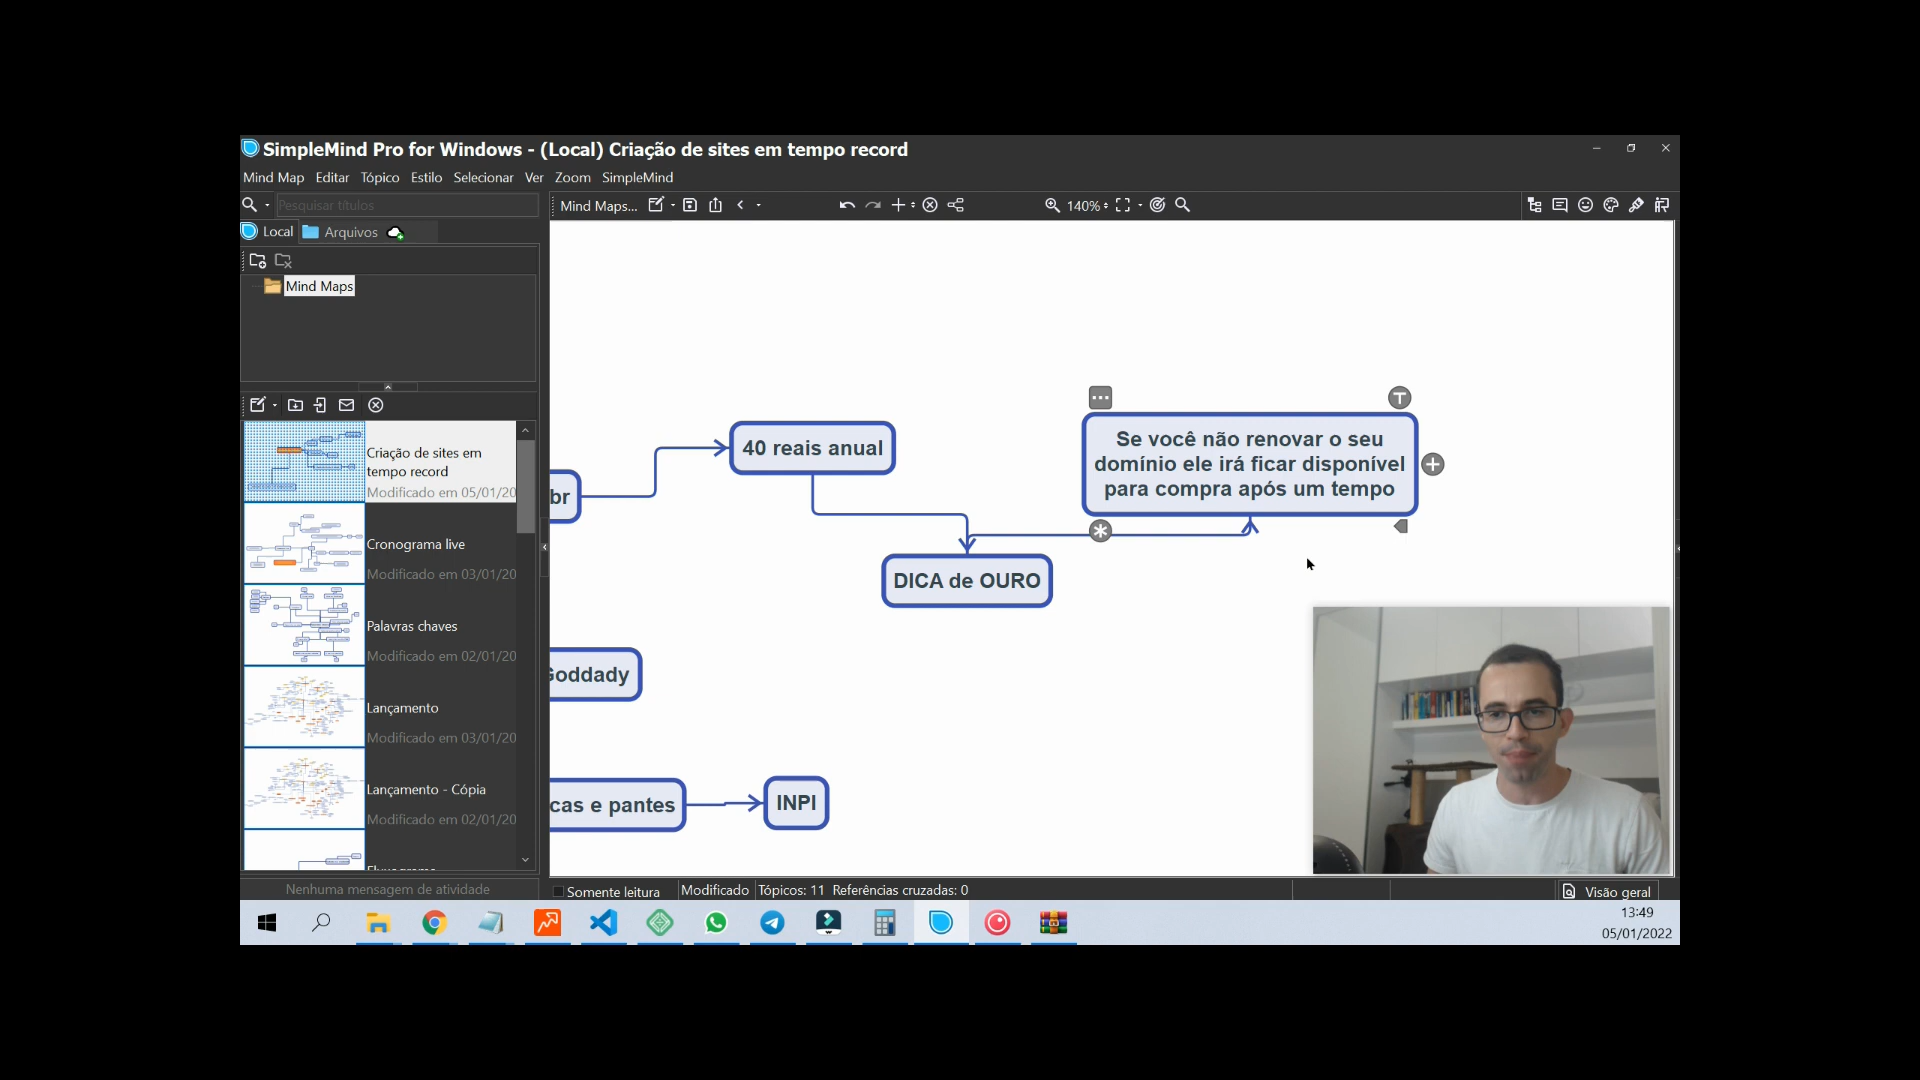 SimpleMind Pro for Windows - (Local) Criação de sites em tempo record
Mind Map Editar Tópico Estilo Selecionar Ver Zoom SimpleMind
Pesquisar títulos
Mind Maps...
140%
Local
Arquivos
Mind Maps
Criação de sites em
tempo record
Modificado em 05/01/20
Cronograma live
Modificado em 03/01/20
Palavras chaves
Modificado em 02/01/20
Lançamento
Modificado em 03/01/20
Lançamento - Cópia
Modificado em 02/01/20
40 reais anual
Se você não renovar o seu
domínio ele irá ficar disponível
para compra após um tempo
br
DICA de OURO
Goddady
cas e pantes
INPI
Nenhuma mensagem de atividade
Somente leitura
Modificado
Tópicos: 11
Referências cruzadas: 0
Visão geral
13:49
05/01/2022